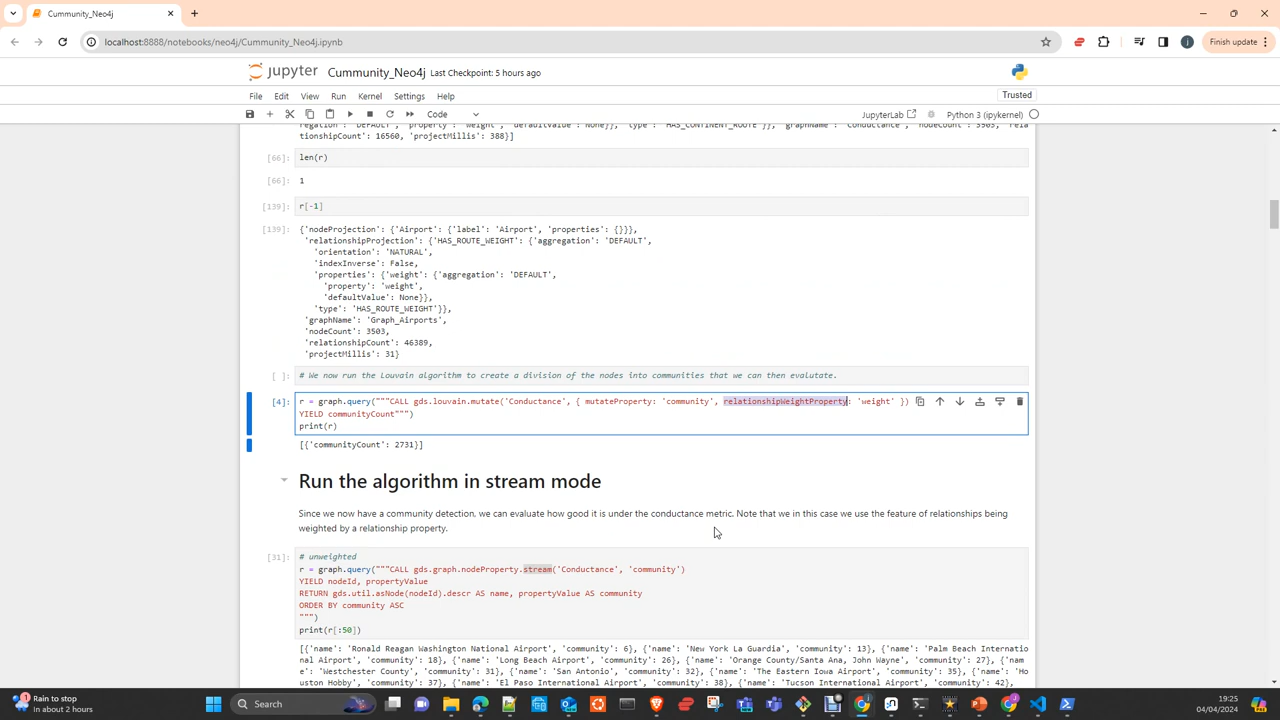 Cummunity_Neo4j
localhost:8888/notebooks/neo4j/Cummunity_Neo4j.ipynb
j
Finish update
jupyter Cummunity_Neo4j Last Checkpoint: 5 hours ago
File Edit View Run Kernel Settings Help
Trusted
Code
JupyterLab
Python 3 (ipykernel)
tionshipCount': 16560, 'projectMillis': 388}]
[66]: len(r)
[66]: 1
[139]: r[-1]
[139]: {'nodeProjection': {'Airport': {'label': 'Airport', 'properties': {}}},
'relationshipProjection': {'HAS_ROUTE_WEIGHT': {'aggregation': 'DEFAULT',
'orientation': 'NATURAL',
'indexInverse': False,
'properties': {'weight': {'aggregation': 'DEFAULT',
'property': 'weight',
'defaultValue': None}},
'type': 'HAS_ROUTE_WEIGHT'}},
'graphName': 'Graph_Airports',
'nodeCount': 3503,
'relationshipCount': 46389,
'projectMillis': 31}
[ ]: # We now run the Louvain algorithm to create a division of the nodes into communities that we can then evalutate.
[4]: r = graph.query("""CALL gds.louvain.mutate('Conductance', { mutateProperty: 'community', relationshipWeightProperty: 'weight' })
YIELD communityCount""")
print(r)
[{'communityCount': 2731}]
Run the algorithm in stream mode
Since we now have a community detection, we can evaluate how good it is under the conductance metric. Note that we in this case we use the feature of relationships being
weighted by a relationship property.
[31]: # unweighted
r = graph.query("""CALL gds.graph.nodeProperty.stream('Conductance', 'community')
YIELD nodeId, propertyValue
RETURN gds.util.asNode(nodeId).descr AS name, propertyValue AS community
ORDER BY community ASC
""")
print(r[:50])
[{'name': 'Ronald Reagan Washington National Airport', 'community': 6}, {'name': 'New York La Guardia', 'community': 13}, {'name': 'Palm Beach Internatio
nal Airport', 'community': 18}, {'name': 'Long Beach Airport', 'community': 26}, {'name': 'Orange County/Santa Ana, John Wayne', 'community': 27}, {'nam
e': 'Westchester County', 'community': 31}, {'name': 'San Antonio', 'community': 32}, {'name': 'The Eastern Iowa Airport', 'community': 35}, {'name': 'Ho
uston Hobby', 'community': 37}, {'name': 'El Paso International Airport', 'community': 38}, {'name': 'Tucson International Airport', 'community': 42},
Rain to stop
In about 2 hours
Search
19:25
04/04/2024